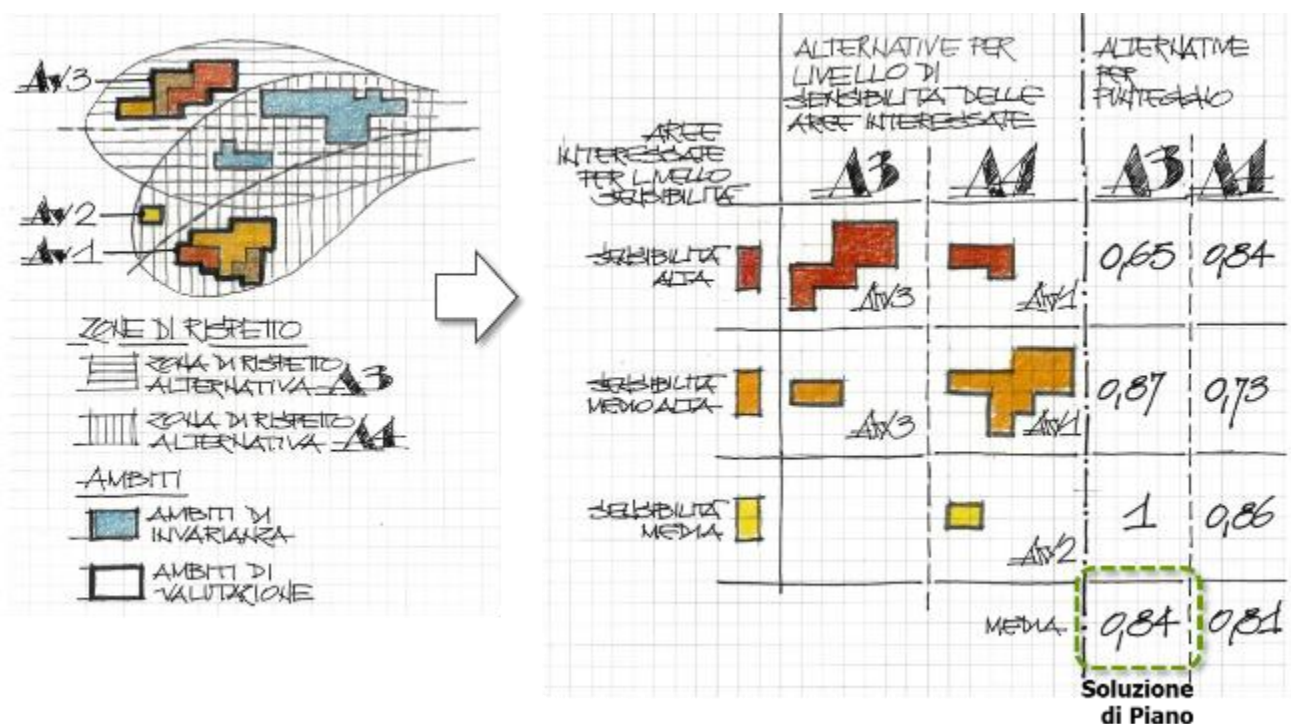 Av3
Av2
Av1
ZONE DI RISPETTO
ZONA DI RISPETTO
ALTERNATIVA A3
ZONA DI RISPETTO
ALTERNATIVA A1
AMBITI
AMBITI DI
INVARIANZA
AMBITI DI
VALUTAZIONE
ALTERNATIVE PER
LIVELLO DI
SENSIBILITÀ DELLE
AREE INTERESSATE
ALTERNATIVE
PER
PUNTEGGIO
AREE
INTERESSATE
PER LIVELLO
SENSIBILITÀ
A3 A1 A3 A1
SENSIBILITÀ
ALTA
Av3 Av1
0,65 0,84
SENSIBILITÀ
MEDIO ALTA
Av3 Av1
0,87 0,73
SENSIBILITÀ
MEDIA
Av2
1 0,86
MEDIA 0,84 0,81
Soluzione
di Piano